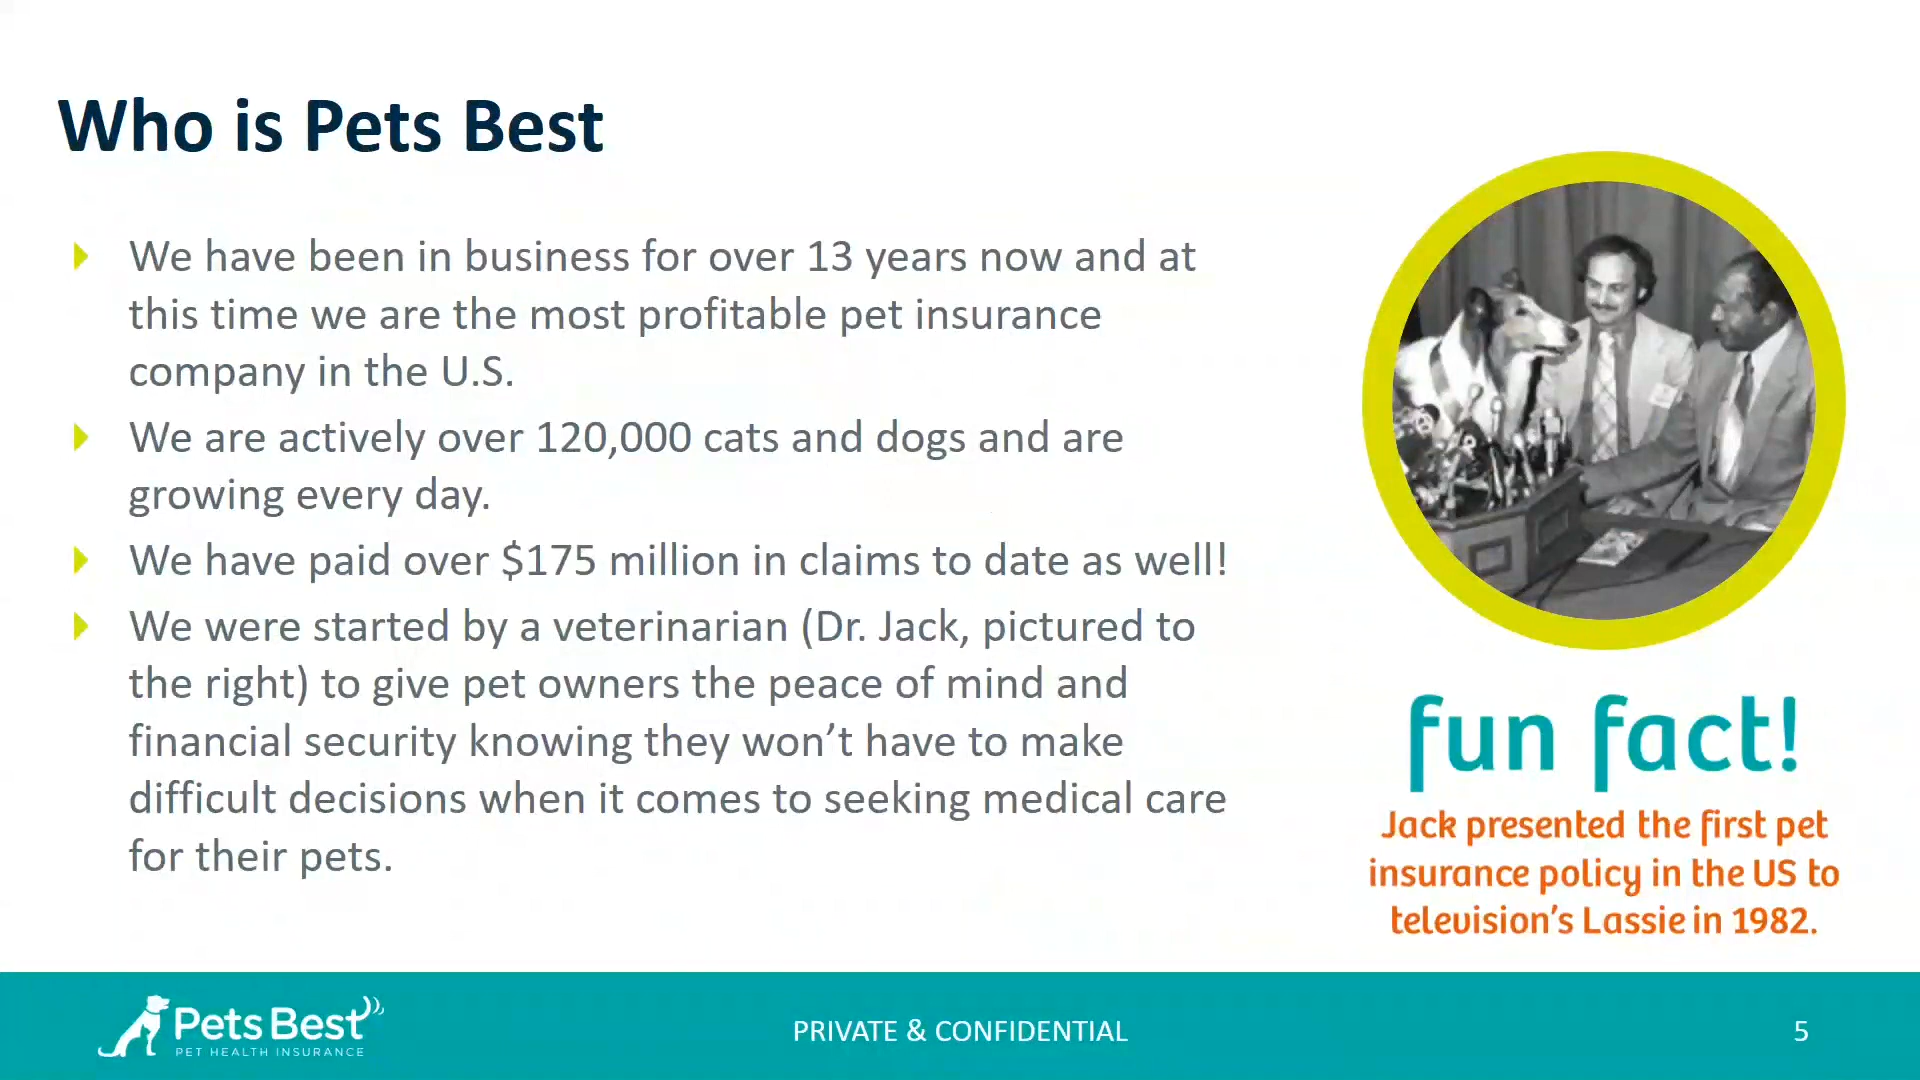 Who is Pets Best
We have been in business for over 13 years now and at
this time we are the most profitable pet insurance
company in the U.S.
We are actively over 120,000 cats and dogs and are
growing every day.
We have paid over $175 million in claims to date as well!
We were started by a veterinarian (Dr. Jack, pictured to
the right) to give pet owners the peace of mind and
financial security knowing they won’t have to make
difficult decisions when it comes to seeking medical care
for their pets.
fun fact!
Jack presented the first pet
insurance policy in the US to
television’s Lassie in 1982.
Pets Best
PET HEALTH INSURANCE
PRIVATE & CONFIDENTIAL
5